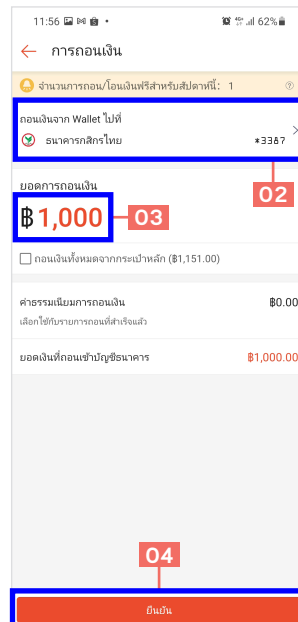 11:56
62%
การถอนเงิน
จำนวนการถอน/โอนเงินฟรีสำหรับสัปดาห์นี้: 1
ถอนเงินจาก Wallet ไปที่
ธนาคารกสิกรไทย *3387
02
ยอดการถอนเงิน
฿1,000
03
ถอนเงินทั้งหมดจากกระเป๋าหลัก (฿1,151.00)
ค่าธรรมเนียมการถอนเงิน ฿0.00
เลือกใช้กับรายการถอนที่สำเร็จแล้ว
ยอดเงินที่ถอนเข้าบัญชีธนาคาร ฿1,000.00
04
ยืนยัน